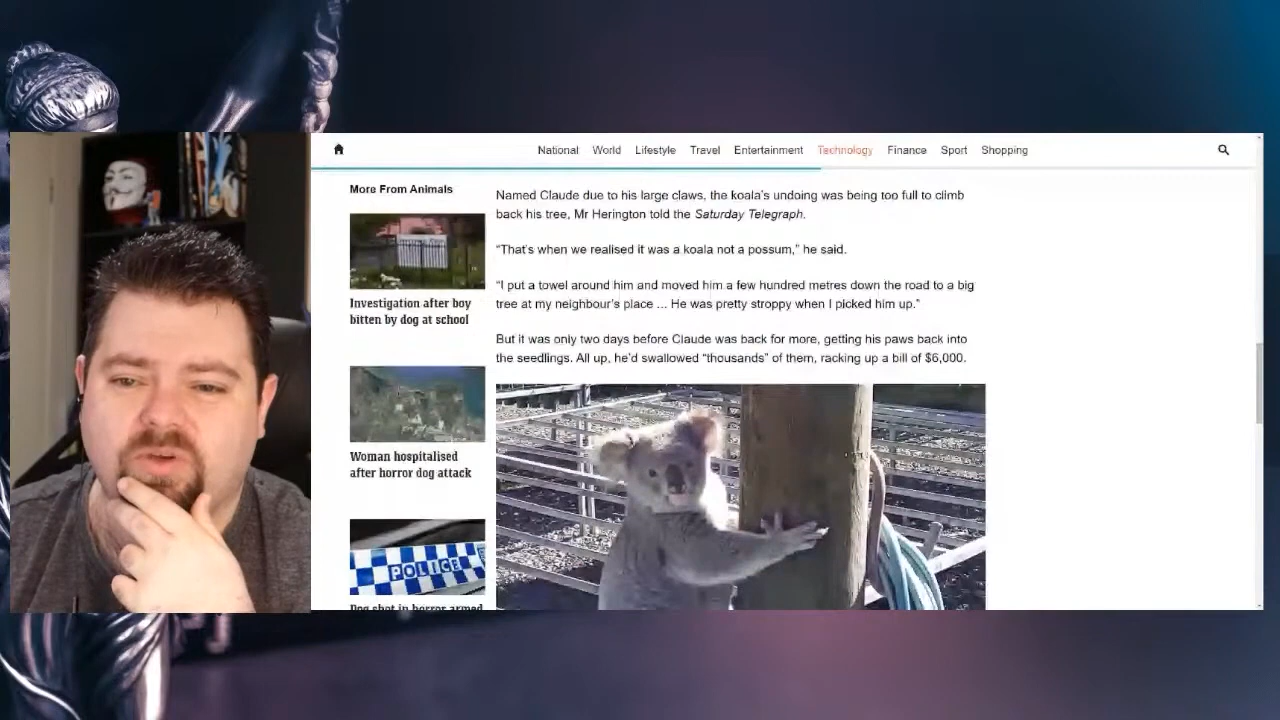 National World Lifestyle Travel Entertainment Technology Finance Sport Shopping
More From Animals
Investigation after boy
bitten by dog at school
Woman hospitalised
after horror dog attack
POLICE
Dog shot in horror armed
Named Claude due to his large claws, the koala's undoing was being too full to climb
back his tree, Mr Herington told the Saturday Telegraph.
“That's when we realised it was a koala not a possum,” he said.
“I put a towel around him and moved him a few hundred metres down the road to a big
tree at my neighbour's place ... He was pretty stroppy when I picked him up.”
But it was only two days before Claude was back for more, getting his paws back into
the seedlings. All up, he'd swallowed “thousands” of them, racking up a bill of $6,000.